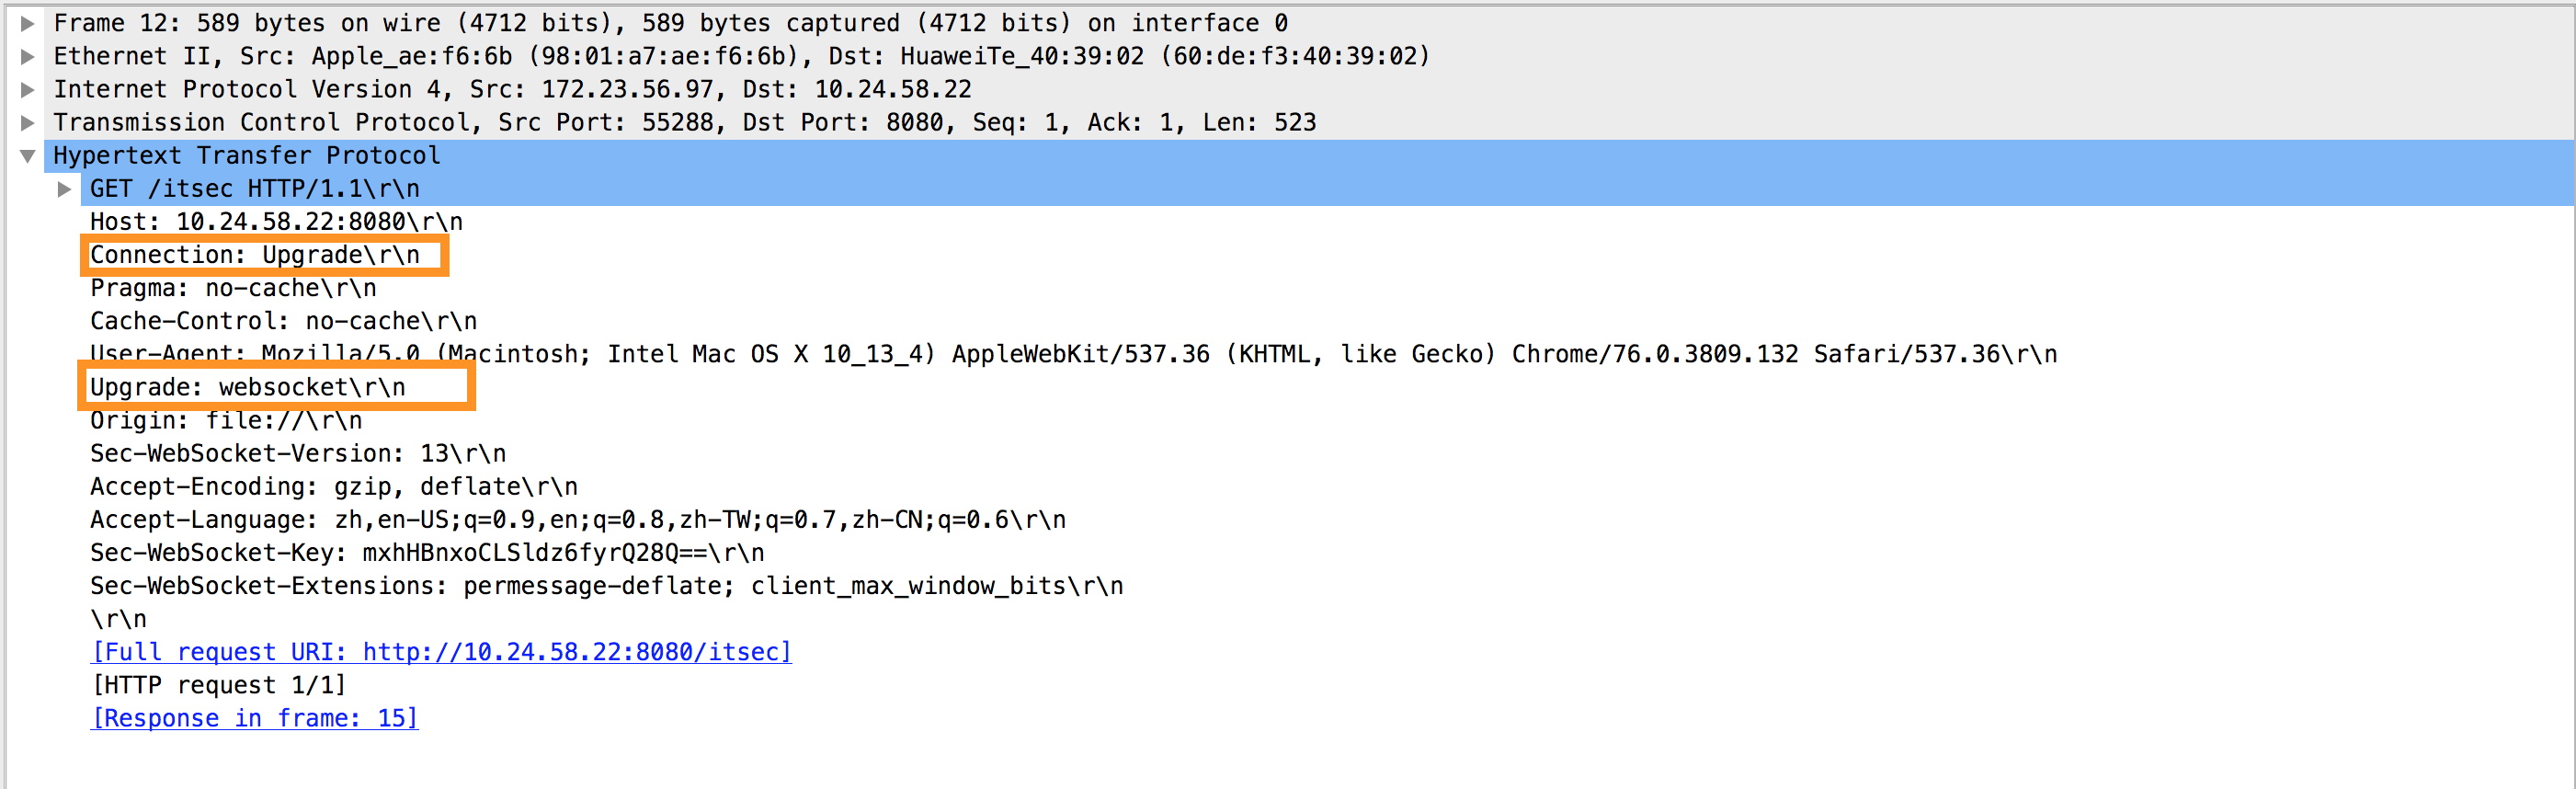 Frame 12: 589 bytes on wire (4712 bits), 589 bytes captured (4712 bits) on interface 0
Ethernet II, Src: Apple_ae:f6:6b (98:01:a7:ae:f6:6b), Dst: HuaweiTe_40:39:02 (60:de:f3:40:39:02)
Internet Protocol Version 4, Src: 172.23.56.97, Dst: 10.24.58.22
Transmission Control Protocol, Src Port: 55288, Dst Port: 8080, Seq: 1, Ack: 1, Len: 523
Hypertext Transfer Protocol
GET /itsec HTTP/1.1\r\n
Host: 10.24.58.22:8080\r\n
Connection: Upgrade\r\n
Pragma: no-cache\r\n
Cache-Control: no-cache\r\n
User-Agent: Mozilla/5.0 (Macintosh; Intel Mac OS X 10_13_4) AppleWebKit/537.36 (KHTML, like Gecko) Chrome/76.0.3809.132 Safari/537.36\r\n
Upgrade: websocket\r\n
Origin: file://\r\n
Sec-WebSocket-Version: 13\r\n
Accept-Encoding: gzip, deflate\r\n
Accept-Language: zh,en-US;q=0.9,en;q=0.8,zh-TW;q=0.7,zh-CN;q=0.6\r\n
Sec-WebSocket-Key: mxhHBnxoCLSldz6fyrQ28Q==\r\n
Sec-WebSocket-Extensions: permessage-deflate; client_max_window_bits\r\n
\r\n
[Full request URI: http://10.24.58.22:8080/itsec]
[HTTP request 1/1]
[Response in frame: 15]